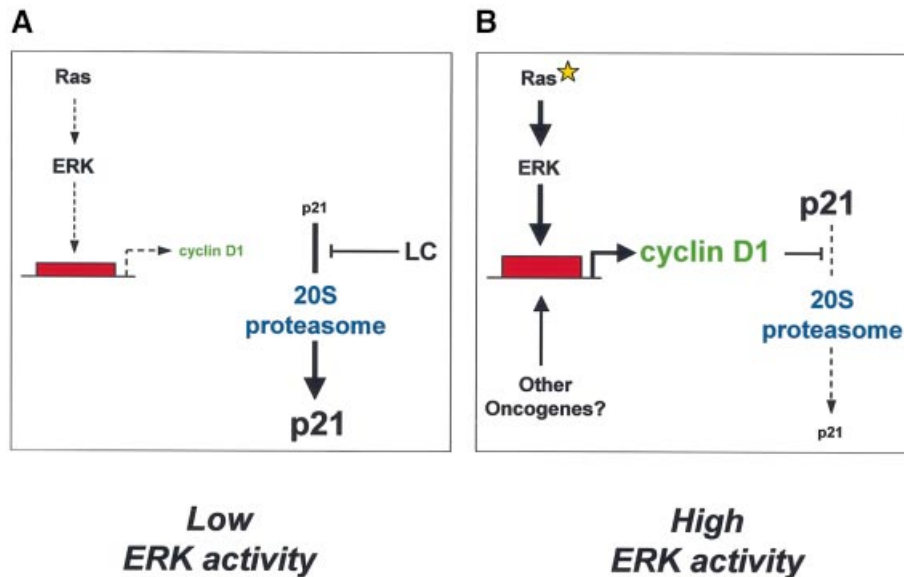 A
Ras
ERK
cyclin D1
p21
LC
20S
proteasome
p21
Low
ERK activity
B
Ras
ERK
cyclin D1
p21
20S
proteasome
Other
Oncogenes?
p21
High
ERK activity